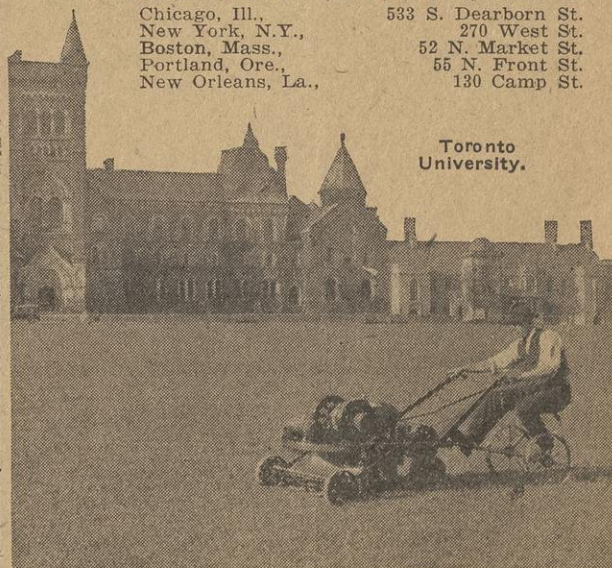 Chicago, Ill., 533 S. Dearborn St.
New York, N.Y., 270 West St.
Boston, Mass., 52 N. Market St.
Portland, Ore., 55 N. Front St.
New Orleans, La., 130 Camp St.
Toronto
University.